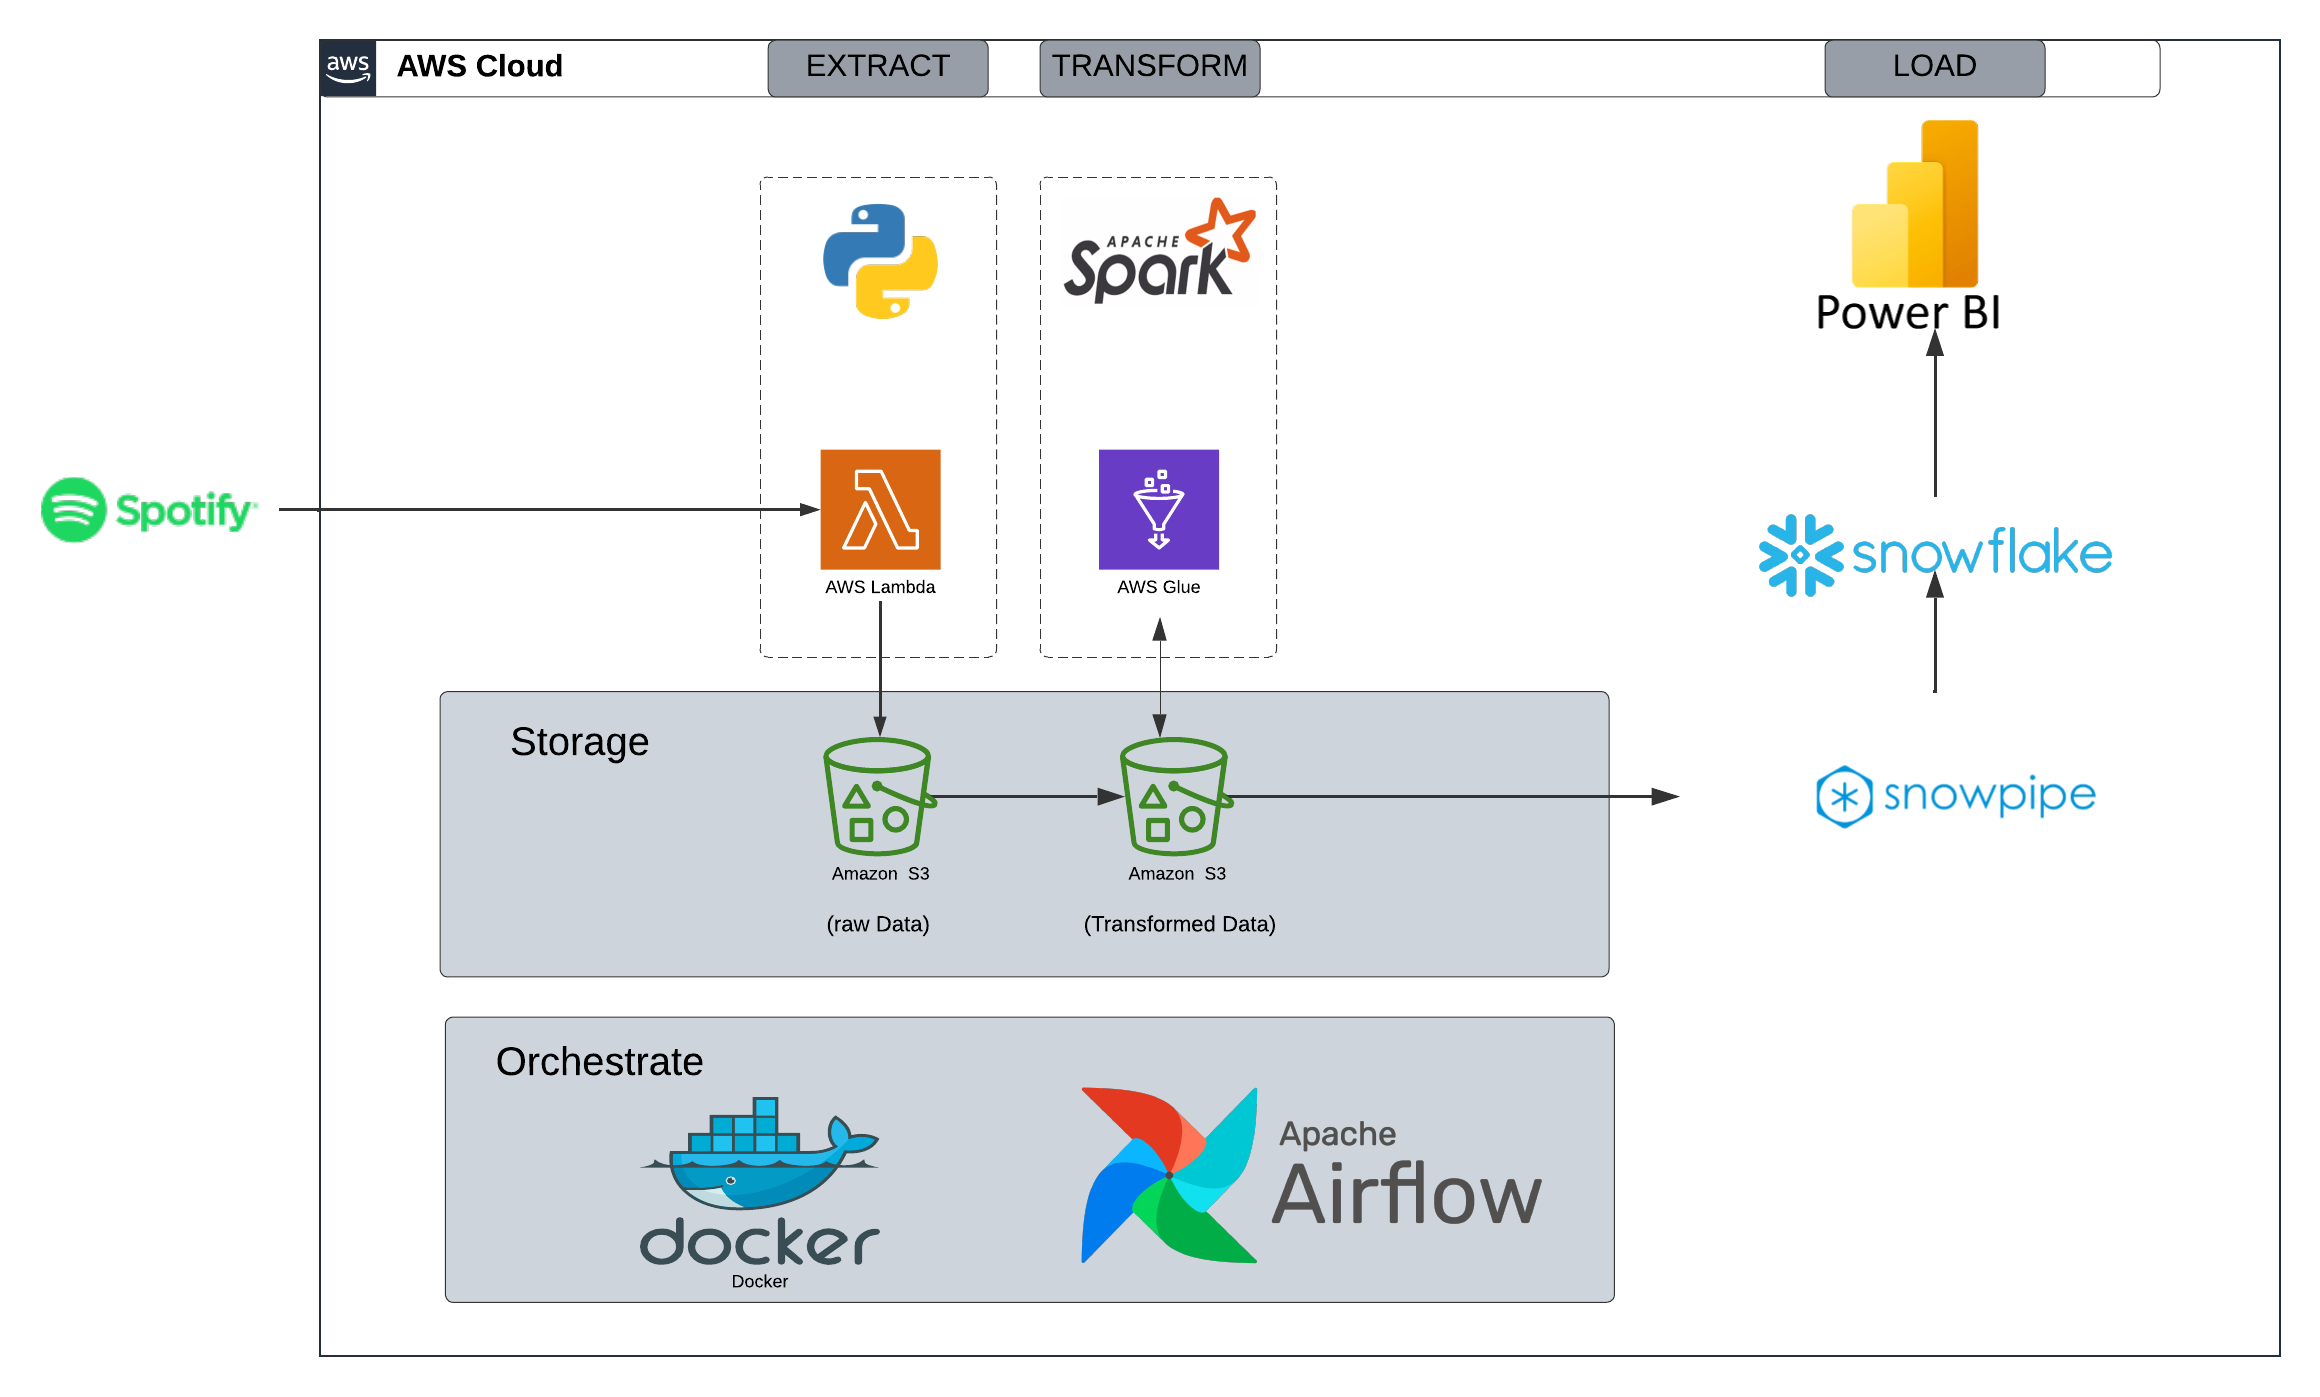 aws
AWS Cloud
EXTRACT
TRANSFORM
LOAD
APACHE
Spark
Power BI
Spotify
AWS Lambda
AWS Glue
snowflake
Storage
snowpipe
Amazon S3
Amazon S3
(raw Data)
(Transformed Data)
Orchestrate
docker
Docker
Apache
Airflow